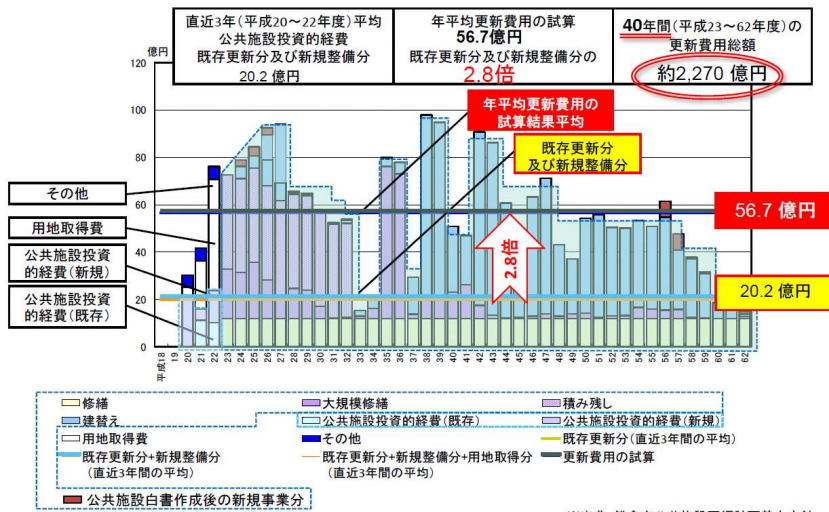 直近3年(平成20～22年度)平均
公共施設投資的経費
既存更新分及び新規整備分
20.2 億円
年平均更新費用の試算
56.7億円
既存更新分及び新規整備分の
2.8倍
40年間(平成23～62年度)の
更新費用総額
約2,270 億円
億円
120
100
80
60
40
20
0
年平均更新費用の
試算結果平均
既存更新分
及び新規整備分
その他
用地取得費
公共施設投資
的経費(新規)
公共施設投資
的経費(既存)
2.8倍
56.7 億円
20.2 億円
平成18 19 20 21 22 23 24 25 26 27 28 29 30 31 32 33 34 35 36 37 38 39 40 41 42 43 44 45 46 47 48 49 50 51 52 53 54 55 56 57 58 59 60 61 62
修繕 大規模修繕 積み残し
建替え 公共施設投資的経費(既存) 公共施設投資的経費(新規)
用地取得費 その他 既存更新分(直近3年間の平均)
既存更新分+新規整備分 既存更新分+新規整備分+用地取得分 更新費用の試算
(直近3年間の平均) (直近3年間の平均)
公共施設白書作成後の新規事業分